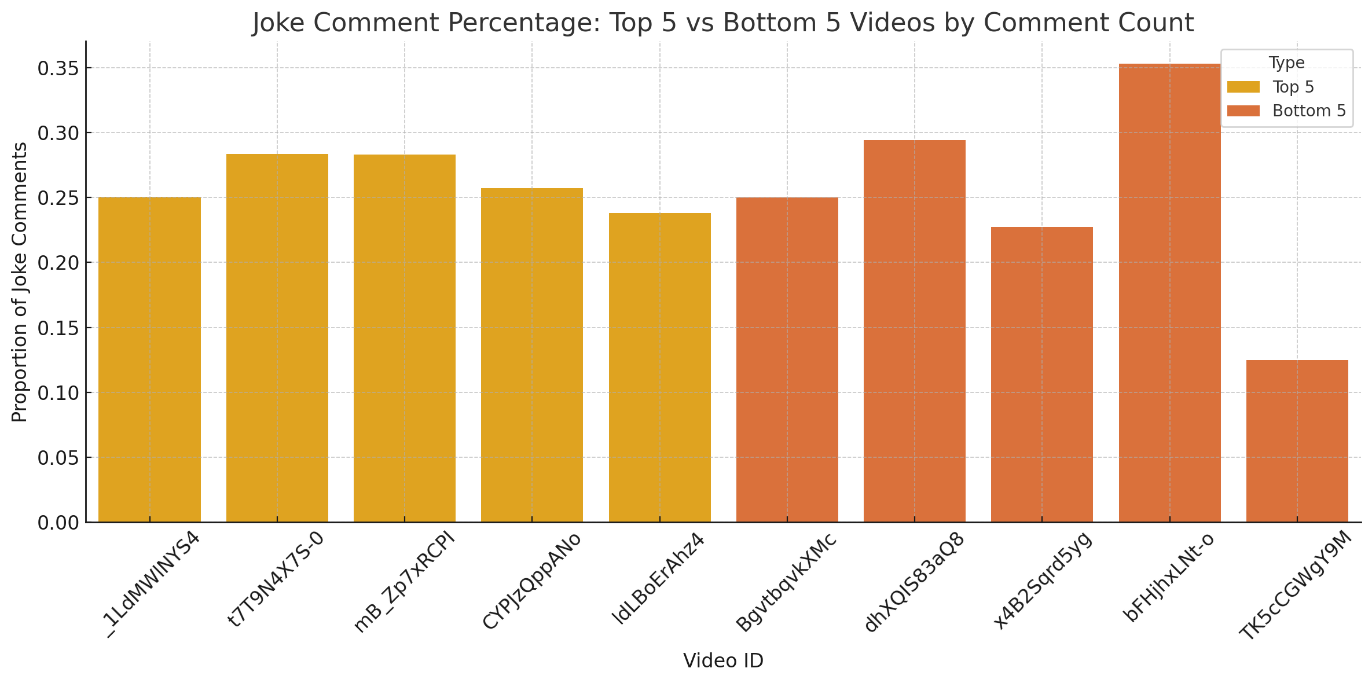 Joke Comment Percentage: Top 5 vs Bottom 5 Videos by Comment Count
Type
Top 5
Bottom 5
Proportion of Joke Comments
0.35
0.30
0.25
0.20
0.15
0.10
0.05
0.00
_1LdMWlNYS4
t7T9N4X7S-0
mB_Zp7xRCPI
CYPJzQppANo
ldLBoErAhz4
BgvtbqvkXMc
dhXQIS83aQ8
x4B2Sqrd5yg
bFHjhxLNt-o
TK5cCGWgY9M
Video ID